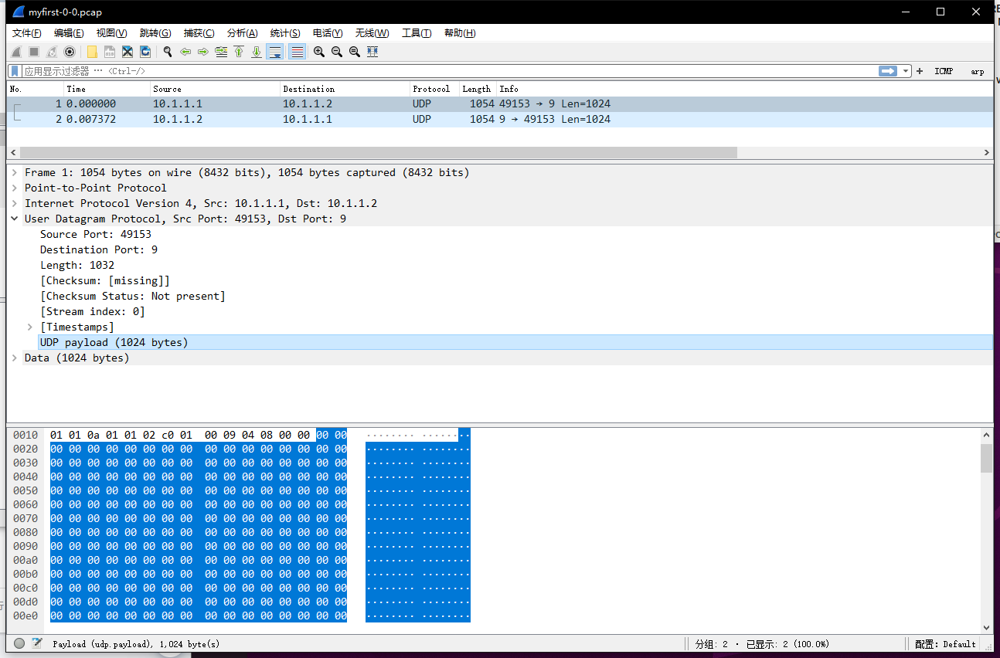 myfirst-0-0.pcap
文件(F) 编辑(E) 视图(V) 跳转(G) 捕获(C) 分析(A) 统计(S) 电话(Y) 无线(W) 工具(T) 帮助(H)
应用显示过滤器 … <Ctrl-/> + ICMP arp
No. Time Source Destination Protocol Length Info
1 0.000000 10.1.1.1 10.1.1.2 UDP 1054 49153 → 9 Len=1024
2 0.007372 10.1.1.2 10.1.1.1 UDP 1054 9 → 49153 Len=1024
Frame 1: 1054 bytes on wire (8432 bits), 1054 bytes captured (8432 bits)
Point-to-Point Protocol
Internet Protocol Version 4, Src: 10.1.1.1, Dst: 10.1.1.2
User Datagram Protocol, Src Port: 49153, Dst Port: 9
Source Port: 49153
Destination Port: 9
Length: 1032
[Checksum: [missing]]
[Checksum Status: Not present]
[Stream index: 0]
[Timestamps]
UDP payload (1024 bytes)
Data (1024 bytes)
0010 01 01 0a 01 01 02 c0 01 00 09 04 08 00 00 00 00 ········ ········
0020 00 00 00 00 00 00 00 00 00 00 00 00 00 00 00 00 ········ ········
0030 00 00 00 00 00 00 00 00 00 00 00 00 00 00 00 00 ········ ········
0040 00 00 00 00 00 00 00 00 00 00 00 00 00 00 00 00 ········ ········
0050 00 00 00 00 00 00 00 00 00 00 00 00 00 00 00 00 ········ ········
0060 00 00 00 00 00 00 00 00 00 00 00 00 00 00 00 00 ········ ········
0070 00 00 00 00 00 00 00 00 00 00 00 00 00 00 00 00 ········ ········
0080 00 00 00 00 00 00 00 00 00 00 00 00 00 00 00 00 ········ ········
0090 00 00 00 00 00 00 00 00 00 00 00 00 00 00 00 00 ········ ········
00a0 00 00 00 00 00 00 00 00 00 00 00 00 00 00 00 00 ········ ········
00b0 00 00 00 00 00 00 00 00 00 00 00 00 00 00 00 00 ········ ········
00c0 00 00 00 00 00 00 00 00 00 00 00 00 00 00 00 00 ········ ········
00d0 00 00 00 00 00 00 00 00 00 00 00 00 00 00 00 00 ········ ········
00e0 00 00 00 00 00 00 00 00 00 00 00 00 00 00 00 00 ········ ········
Payload (udp.payload), 1,024 byte(s) 分组: 2 · 已显示: 2 (100.0%) 配置: Default